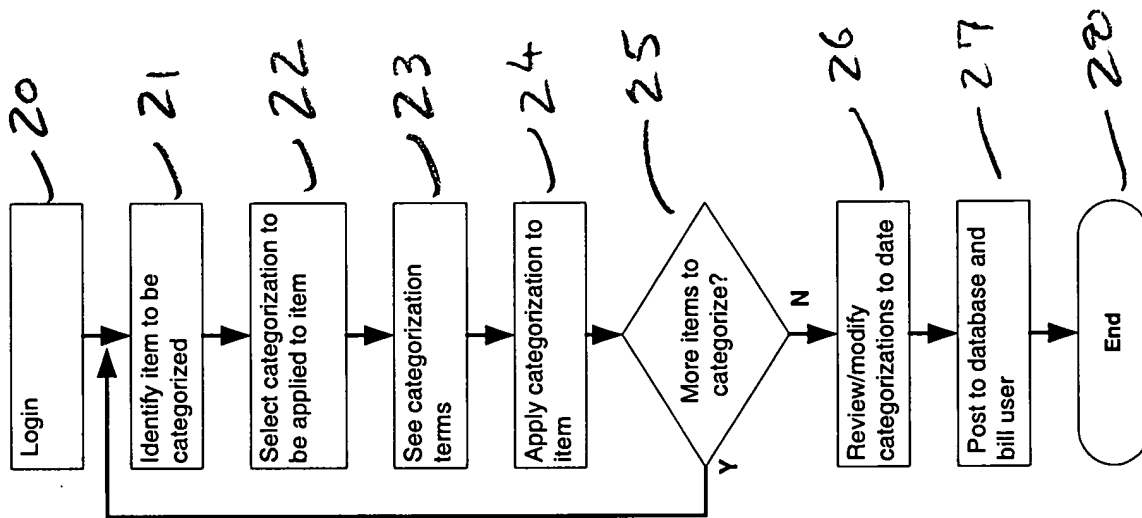 Login
20
Identify item to be
categorized
21
Select categorization to
be applied to item
22
See categorization
terms
23
Apply categorization to
item
24
More items to
categorize?
25
Y
N
Review/modify
categorizations to date
26
Post to database and
bill user
27
End
28